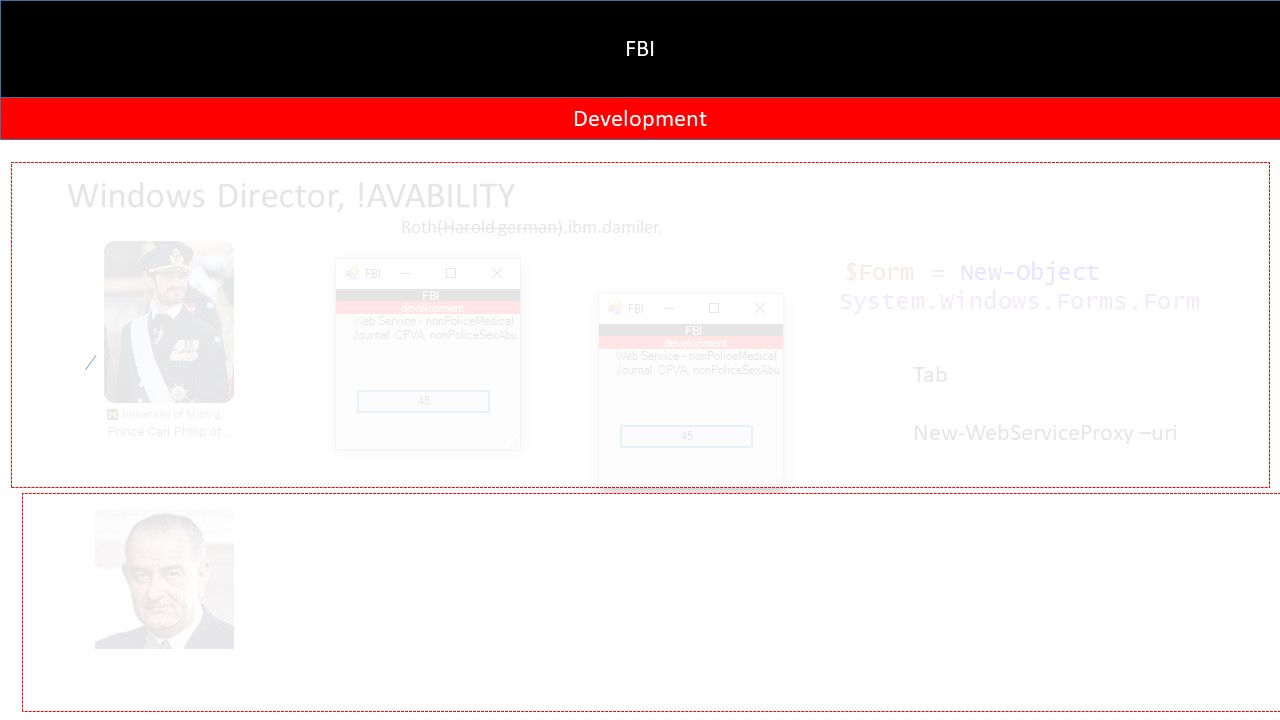 FBI
Development
Windows Director, !AVABILITY
Roth(Harold german).ibm.damiler.
FBI
FBI
development
Web Service - nonPoliceMedical
Journal CPVA, nonPoliceSexAbu
45
FBI
FBI
development
Web Service - nonPoliceMedical
Journal CPVA, nonPoliceSexAbu
45
$Form = New-Object
System.Windows.Forms.Form
Tab
New-WebServiceProxy –uri
M University of Michig...
Prince Carl Philip of...